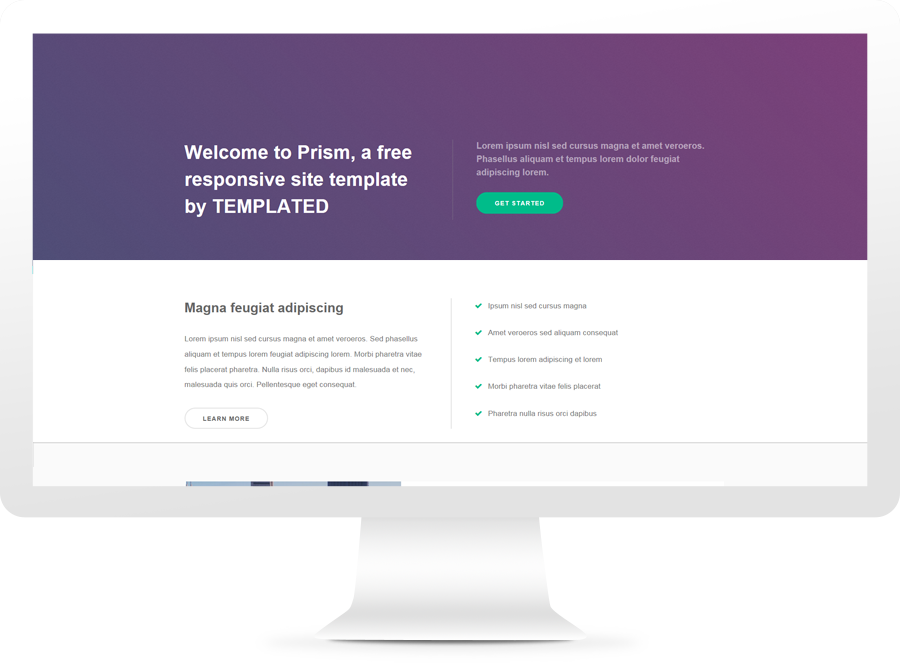 Welcome to Prism, a free
responsive site template
by TEMPLATED
Lorem ipsum nisl sed cursus magna et amet veroeros.
Phasellus aliquam et tempus lorem dolor feugiat
adipiscing lorem.
GET STARTED
Magna feugiat adipiscing
Lorem ipsum nisl sed cursus magna et amet veroeros. Sed phasellus
aliquam et tempus lorem feugiat adipiscing lorem. Morbi pharetra vitae
felis placerat pharetra. Nulla risus orci, dapibus id malesuada et nec,
malesuada quis orci. Pellentesque eget consequat.
LEARN MORE
Ipsum nisl sed cursus magna
Amet veroeros sed aliquam consequat
Tempus lorem adipiscing et lorem
Morbi pharetra vitae felis placerat
Pharetra nulla risus orci dapibus